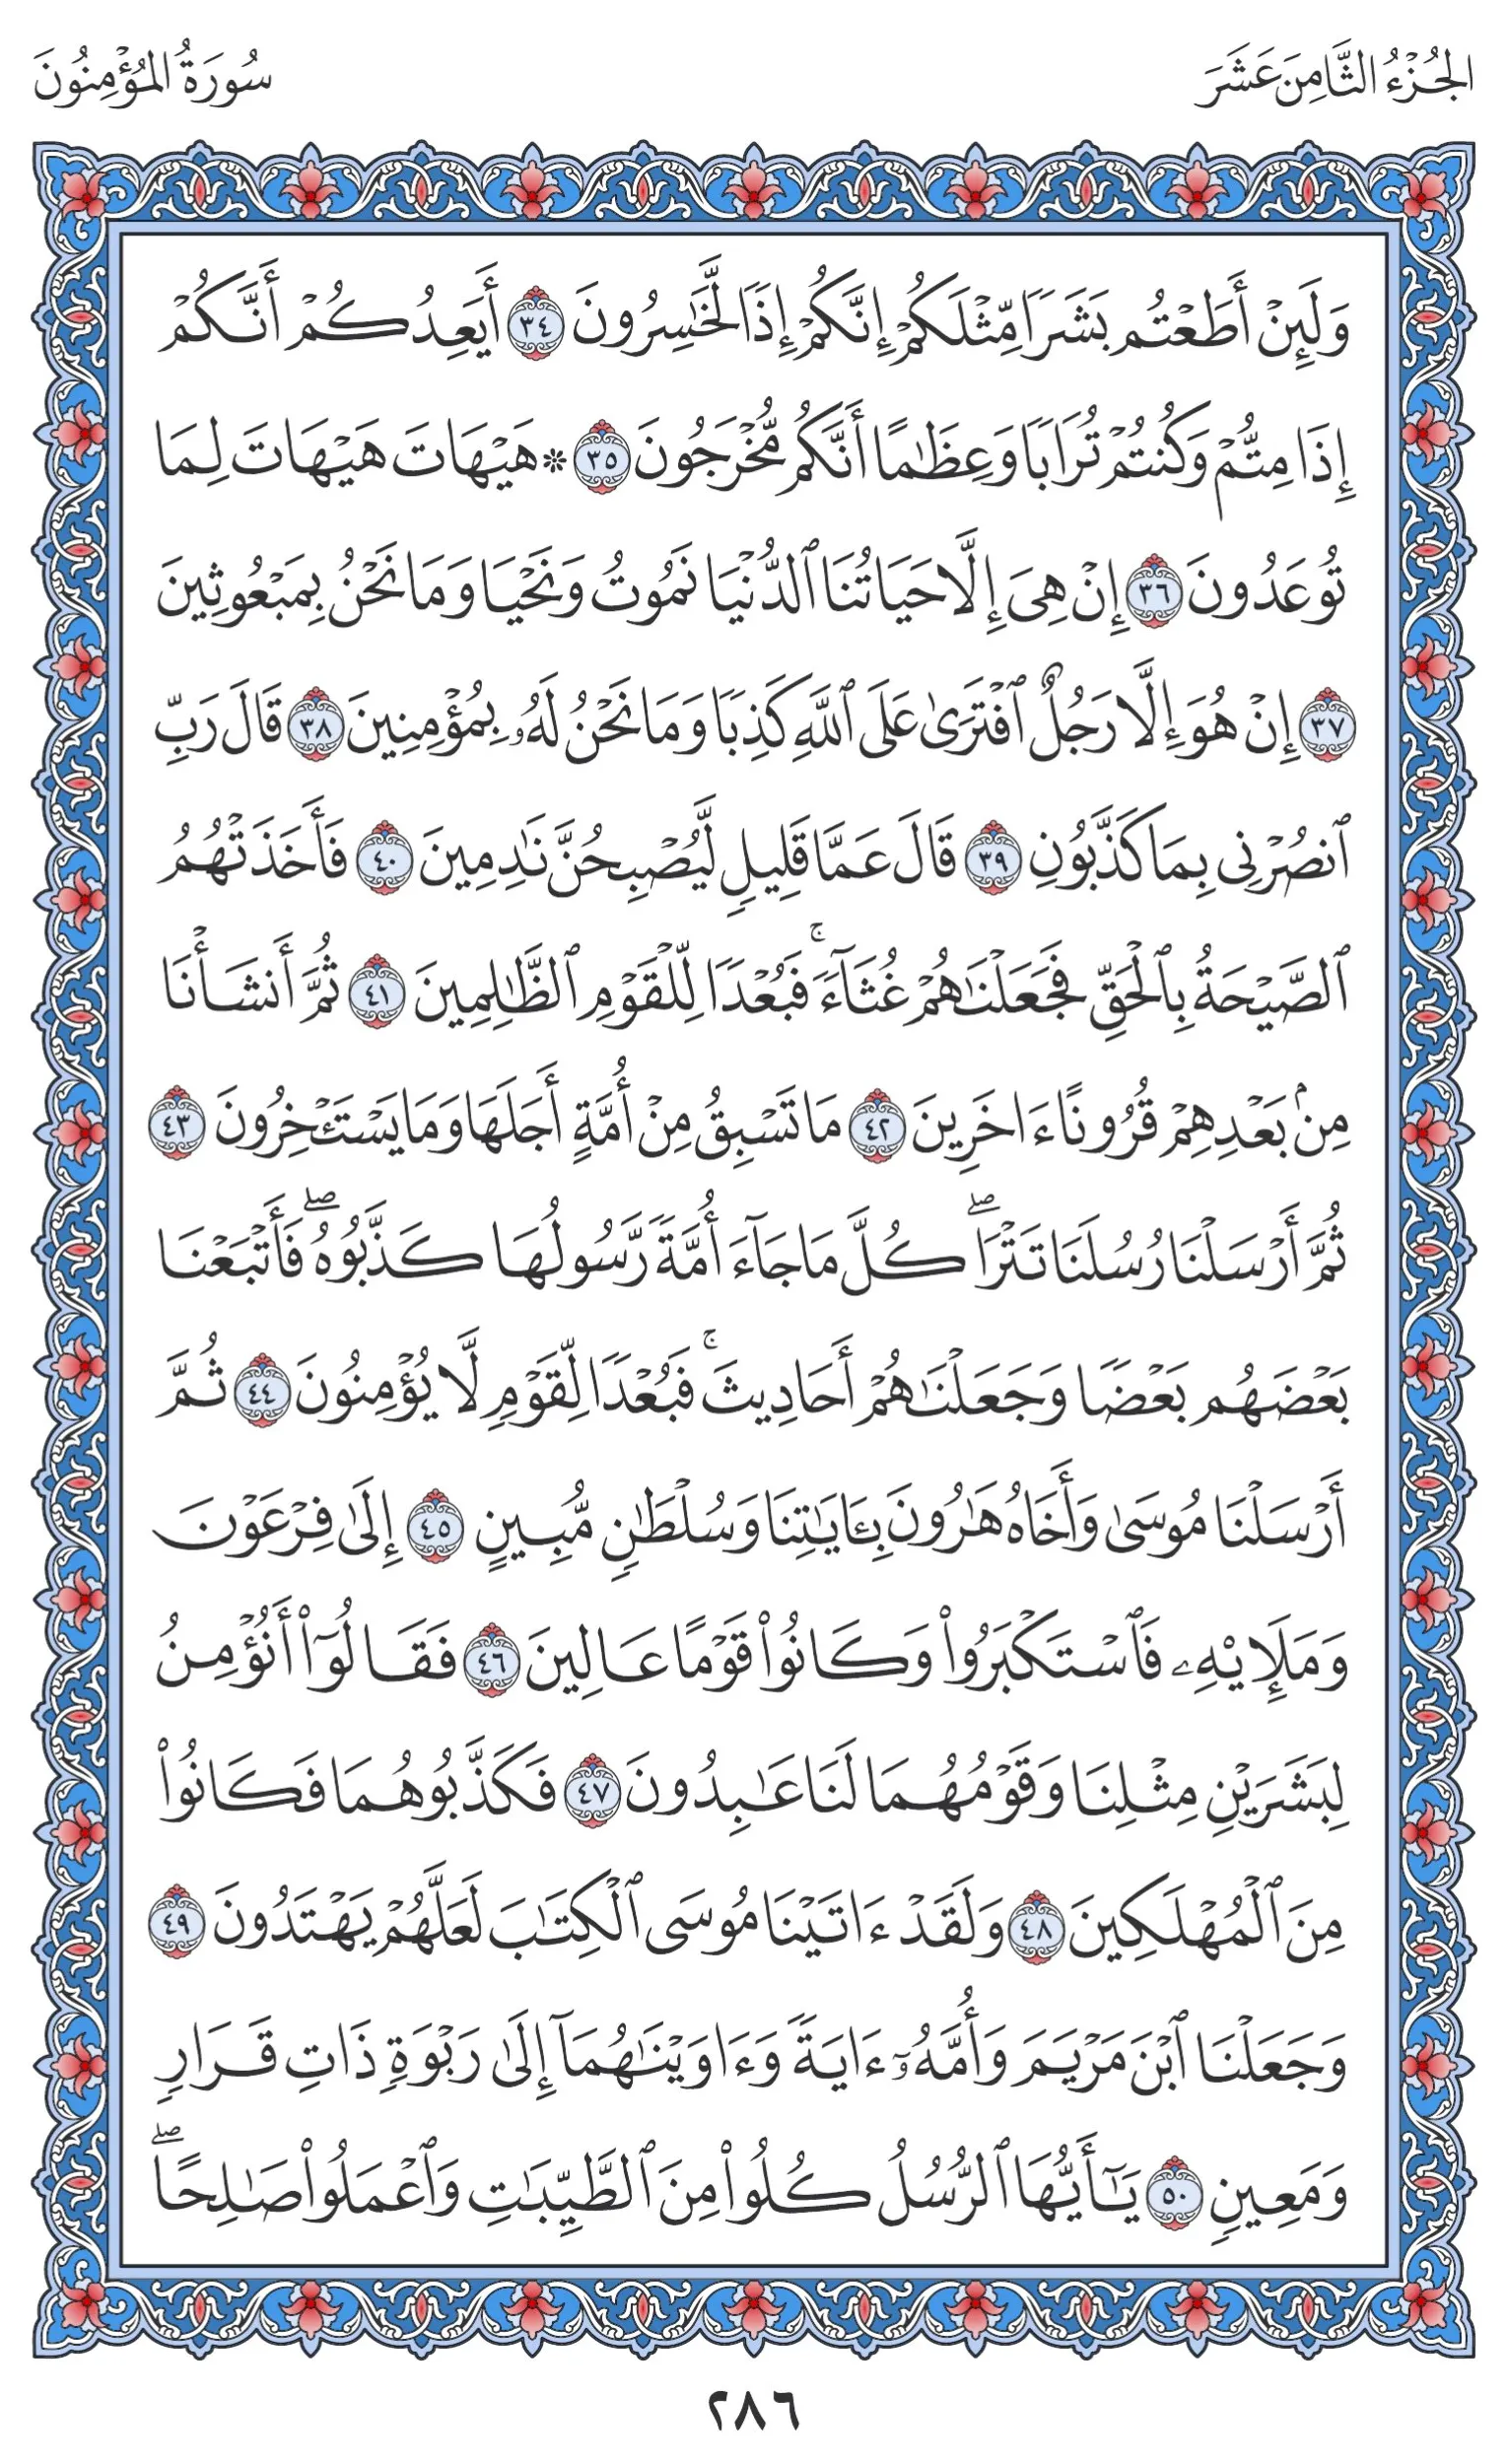 الجُزْءُ الثَّامِنَ عَشَرَ
سُورَةُ المُؤْمِنُونَ
وَلَئِنْ أَطَعْتُم بَشَرًا مِّثْلَكُمْ إِنَّكُمْ إِذًا لَّخَٰسِرُونَ ٣٤ أَيَعِدُكُمْ أَنَّكُمْ
إِذَا مِتُّمْ وَكُنتُمْ تُرَابًا وَعِظَٰمًا أَنَّكُم مُّخْرَجُونَ ٣٥ ۞ هَيْهَاتَ هَيْهَاتَ لِمَا
تُوعَدُونَ ٣٦ إِنْ هِىَ إِلَّا حَيَاتُنَا ٱلدُّنْيَا نَمُوتُ وَنَحْيَا وَمَا نَحْنُ بِمَبْعُوثِينَ
٣٧ إِنْ هُوَ إِلَّا رَجُلٌ ٱفْتَرَىٰ عَلَى ٱللَّهِ كَذِبًا وَمَا نَحْنُ لَهُۥ بِمُؤْمِنِينَ ٣٨ قَالَ رَبِّ
ٱنصُرْنِى بِمَا كَذَّبُونِ ٣٩ قَالَ عَمَّا قَلِيلٍ لَّيُصْبِحُنَّ نَٰدِمِينَ ٤٠ فَأَخَذَتْهُمُ
ٱلصَّيْحَةُ بِٱلْحَقِّ فَجَعَلْنَٰهُمْ غُثَآءً ۚ فَبُعْدًا لِّلْقَوْمِ ٱلظَّٰلِمِينَ ٤١ ثُمَّ أَنشَأْنَا
مِنۢ بَعْدِهِمْ قُرُونًا ءَاخَرِينَ ٤٢ مَا تَسْبِقُ مِنْ أُمَّةٍ أَجَلَهَا وَمَا يَسْتَـْٔخِرُونَ ٤٣
ثُمَّ أَرْسَلْنَا رُسُلَنَا تَتْرَا ۖ كُلَّ مَا جَآءَ أُمَّةً رَّسُولُهَا كَذَّبُوهُ ۖ فَأَتْبَعْنَا
بَعْضَهُم بَعْضًا وَجَعَلْنَٰهُمْ أَحَادِيثَ ۚ فَبُعْدًا لِّقَوْمٍ لَّا يُؤْمِنُونَ ٤٤ ثُمَّ
أَرْسَلْنَا مُوسَىٰ وَأَخَاهُ هَٰرُونَ بِـَٔايَٰتِنَا وَسُلْطَٰنٍ مُّبِينٍ ٤٥ إِلَىٰ فِرْعَوْنَ
وَمَلَإِيْهِۦ فَٱسْتَكْبَرُوا۟ وَكَانُوا۟ قَوْمًا عَالِينَ ٤٦ فَقَالُوٓا۟ أَنُؤْمِنُ
لِبَشَرَيْنِ مِثْلِنَا وَقَوْمُهُمَا لَنَا عَٰبِدُونَ ٤٧ فَكَذَّبُوهُمَا فَكَانُوا۟
مِنَ ٱلْمُهْلَكِينَ ٤٨ وَلَقَدْ ءَاتَيْنَا مُوسَى ٱلْكِتَٰبَ لَعَلَّهُمْ يَهْتَدُونَ ٤٩
وَجَعَلْنَا ٱبْنَ مَرْيَمَ وَأُمَّهُۥٓ ءَايَةً وَءَاوَيْنَٰهُمَآ إِلَىٰ رَبْوَةٍ ذَاتِ قَرَارٍ
وَمَعِينٍ ٥٠ يَٰٓأَيُّهَا ٱلرُّسُلُ كُلُوا۟ مِنَ ٱلطَّيِّبَٰتِ وَٱعْمَلُوا۟ صَٰلِحًا ۖ
٢٨٦